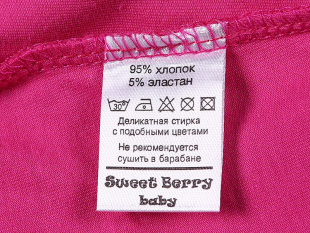 95% хлопок
5% эластан
30°
Деликатная стирка
с подобными цветами
Не рекомендуется
сушить в барабане
Sweet Berry
baby